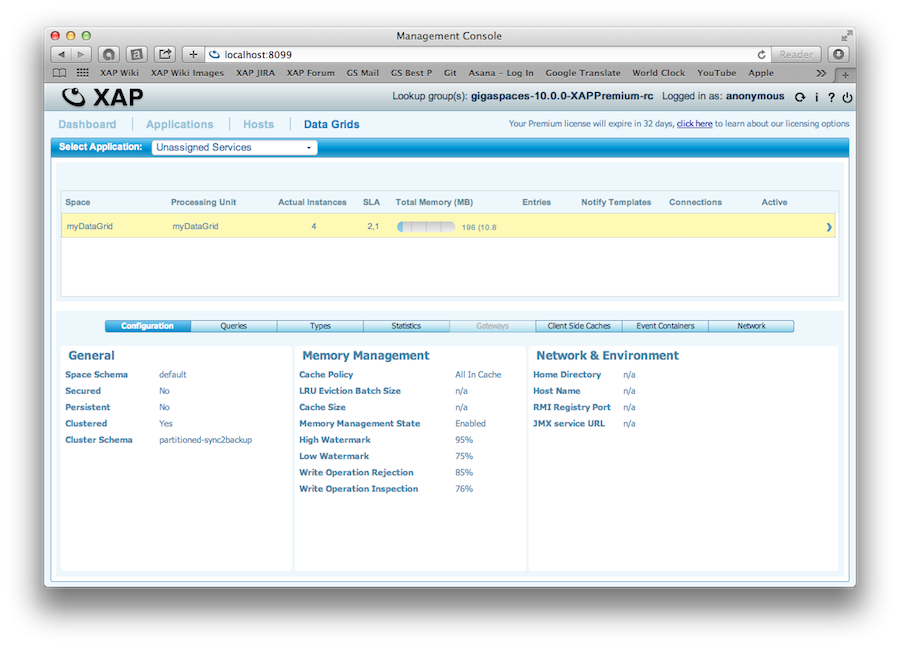 Management Console
localhost:8099
Reader
XAP Wiki XAP Wiki Images XAP JIRA XAP Forum GS Mail GS Best P Git Asana - Log In Google Translate World Clock YouTube Apple
XAP
Lookup group(s): gigaspaces-10.0.0-XAPPremium-rc Logged in as: anonymous
Dashboard Applications Hosts Data Grids
Your Premium license will expire in 32 days, click here to learn about our licensing options
Select Application: Unassigned Services
Space Processing Unit Actual Instances SLA Total Memory (MB) Entries Notify Templates Connections Active
myDataGrid myDataGrid 4 2,1 196 (10.8
Configuration Queries Types Statistics Gateways Client Side Caches Event Containers Network
General
Space Schema default
Secured No
Persistent No
Clustered Yes
Cluster Schema partitioned-sync2backup
Memory Management
Cache Policy All In Cache
LRU Eviction Batch Size n/a
Cache Size n/a
Memory Management State Enabled
High Watermark 95%
Low Watermark 75%
Write Operation Rejection 85%
Write Operation Inspection 76%
Network & Environment
Home Directory n/a
Host Name n/a
RMI Registry Port n/a
JMX service URL n/a